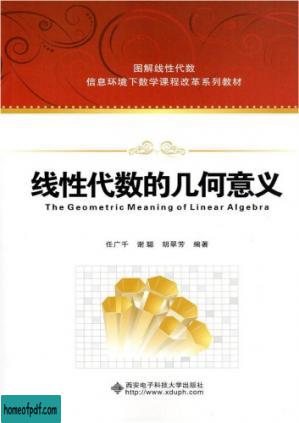 图解线性代数
信息环境下数学课程改革系列教材
线性代数的几何意义
The Geometric Meaning of Linear Algebra
任广千 谢聪 胡翠芳 编著
西安电子科技大学出版社
http://www.xduph.com
homeofpdf.com